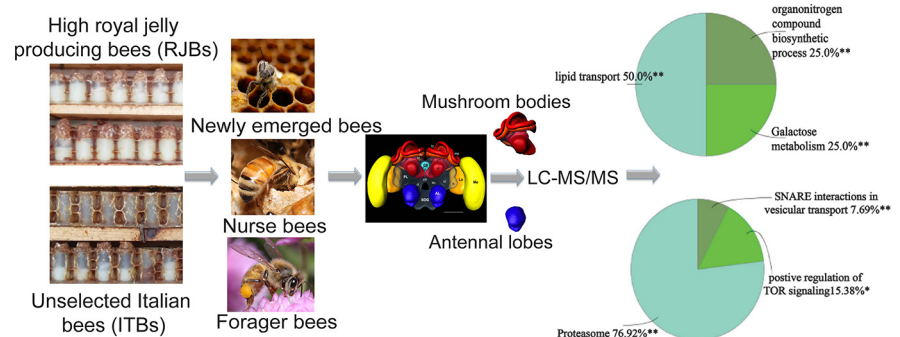 High royal jelly
producing bees (RJBs)
Unselected Italian
bees (ITBs)
Newly emerged bees
Nurse bees
Forager bees
Mushroom bodies
LC-MS/MS
Antennal lobes
organonitrogen
compound
biosynthetic
process 25.0%**
lipid transport 50.0%**
Galactose
metabolism 25.0%**
SNARE interactions in
vesicular transport 7.69%**
postive regulation of
TOR signaling15.38%*
Proteasome 76.92%**